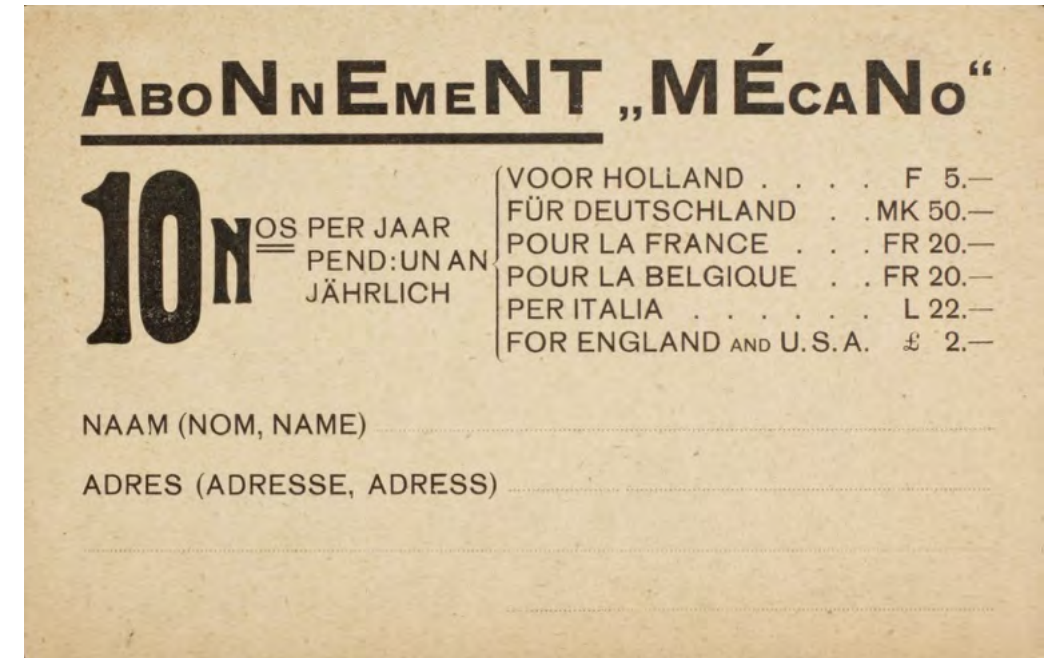 ABONNEMENT „MÉCANO“
10 NOS PER JAAR
PEND: UN AN
JÄHRLICH
VOOR HOLLAND . . . . F 5.—
FÜR DEUTSCHLAND . . MK 50.—
POUR LA FRANCE . . . FR 20.—
POUR LA BELGIQUE . . FR 20.—
PER ITALIA . . . . . . L 22.—
FOR ENGLAND AND U.S.A. £ 2.—
NAAM (NOM, NAME)
ADRES (ADRESSE, ADRESS)